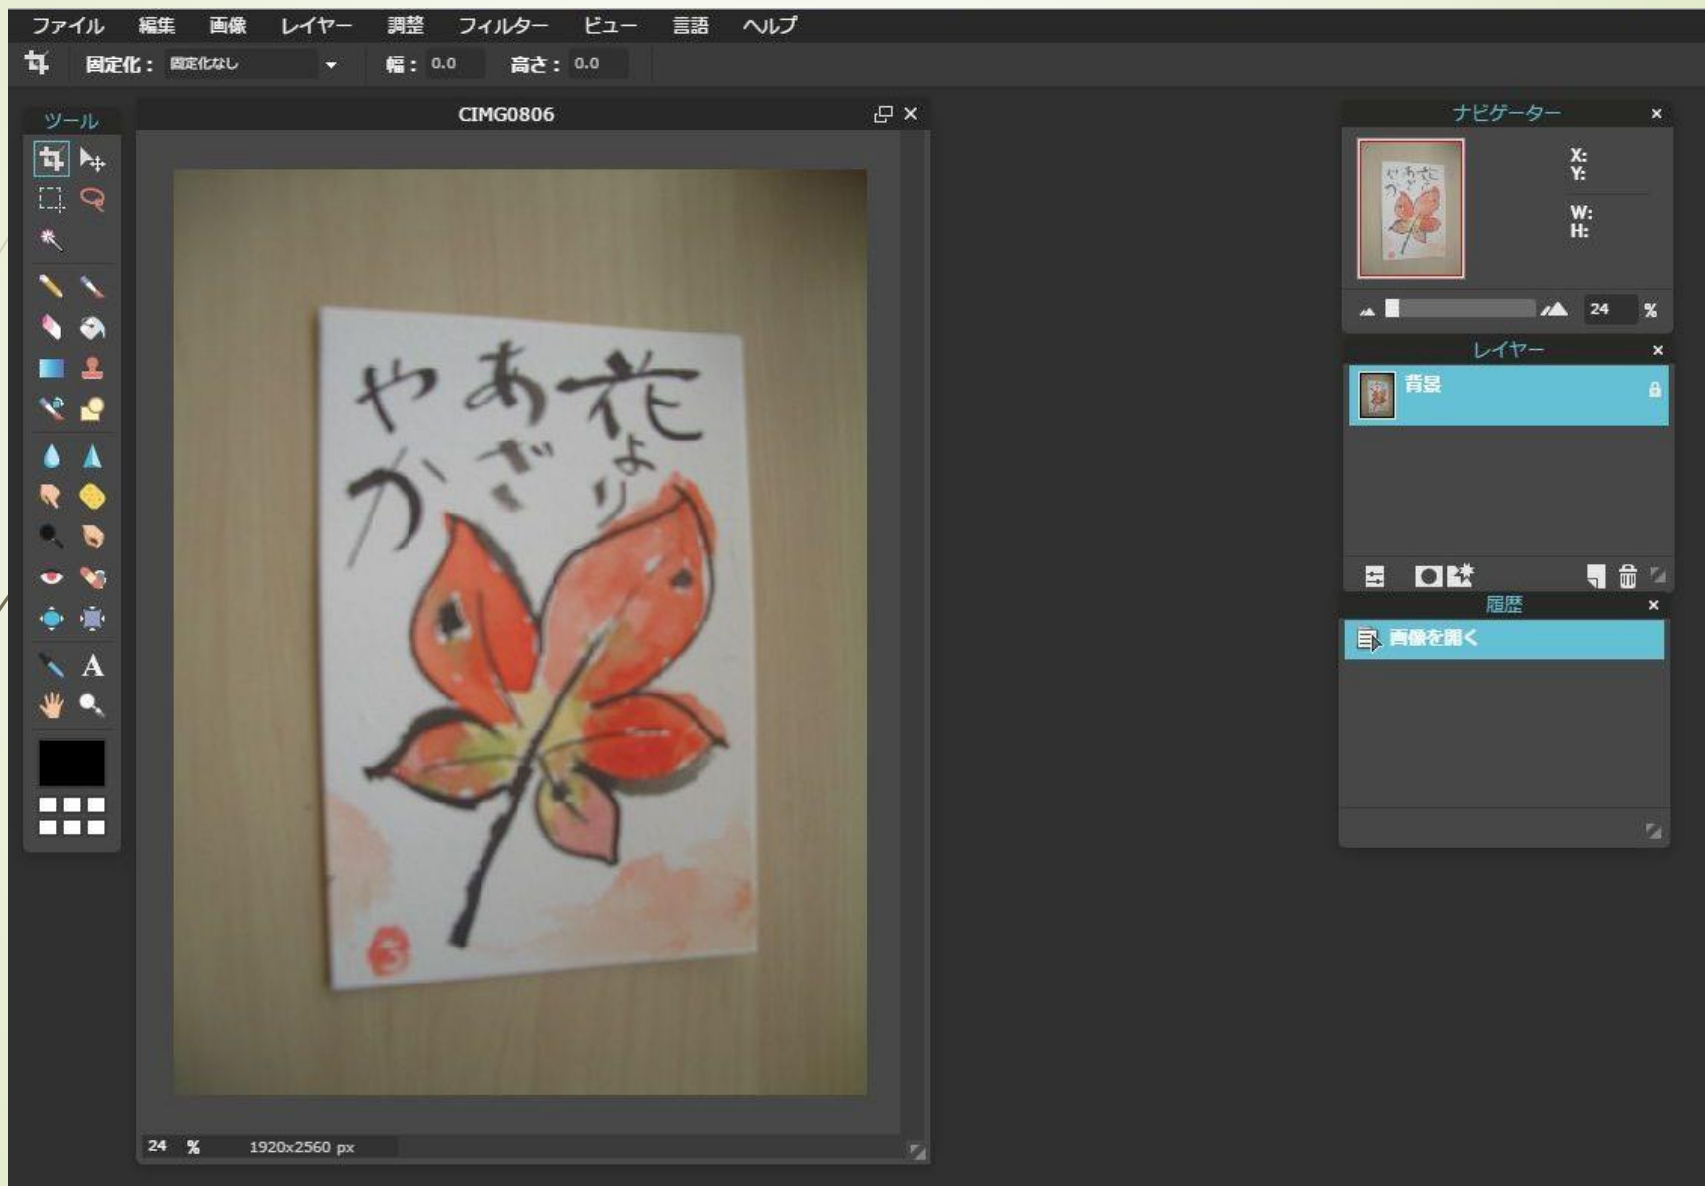 ファイル 編集 画像 レイヤー 調整 フィルター ビュー 言語 ヘルプ
固定化： 固定化なし 幅： 0.0 高さ： 0.0
ツール
A
CIMG0806
花より
あざ
やか
う
24 % 1920x2560 px
ナビゲーター
X:
Y:
W:
H:
24 %
レイヤー
背景
履歴
画像を開く